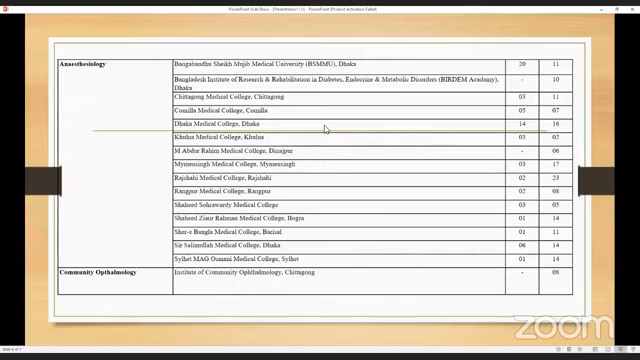 PowerPoint Slide Show - [Presentation1 (1)] - PowerPoint (Product Activation Failed)
Anaesthesiology Bangabandhu Sheikh Mujib Medical University (BSMMU), Dhaka 20 11
Bangladesh Institute of Research & Rehabilitation in Diabetes, Endocrine & Metabolic Disorders (BIRDEM Academy), - 10
Dhaka
Chittagong Medical College, Chittagong 03 11
Comilla Medical College, Comilla 05 07
Dhaka Medical College, Dhaka 14 16
Khulna Medical College, Khulna 03 02
M Abdur Rahim Medical College, Dinajpur - 06
Mymensingh Medical College, Mymensingh 03 17
Rajshahi Medical College, Rajshahi 02 23
Rangpur Medical College, Rangpur 02 08
Shaheed Sohrawardy Medical College 03 05
Shaheed Ziaur Rahman Medical College, Bogra 01 14
Sher-e Bangla Medical College, Barisal 01 11
Sir Salimullah Medical College, Dhaka 06 14
Sylhet MAG Osmani Medical College, Sylhet 01 14
Community Opthalmology Institute of Community Ophthalmology, Chittagong - 08
zoom
Slide 6 of 7